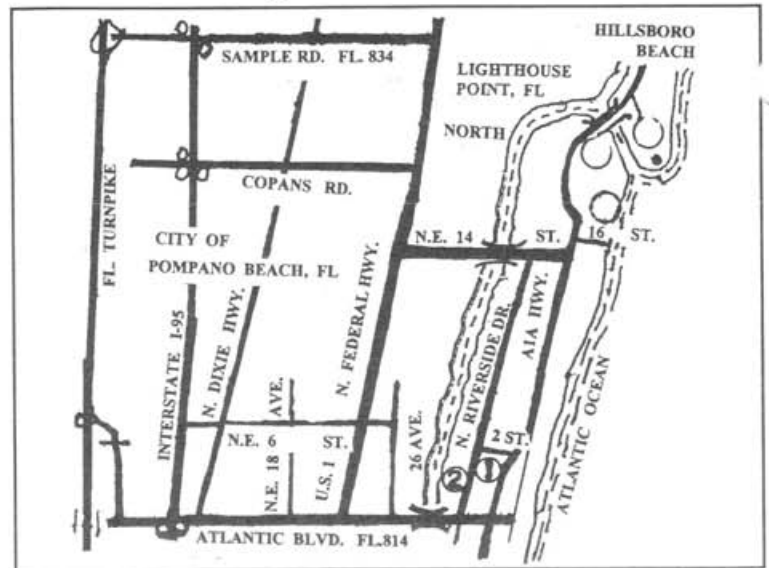 HILLSBORO
BEACH
SAMPLE RD. FL. 834
LIGHTHOUSE
POINT, FL
NORTH
COPANS RD.
FL. TURNPIKE
CITY OF
POMPANO BEACH, FL
N.E. 14 ST. 16 ST.
INTERSTATE I-95
N. DIXIE HWY.
N. FEDERAL HWY.
N. RIVERSIDE DR.
A1A HWY.
ATLANTIC OCEAN
N.E. 6 ST.
N.E. 18 AVE.
U.S. 1
26 AVE.
2 ST.
2 1
ATLANTIC BLVD. FL.814